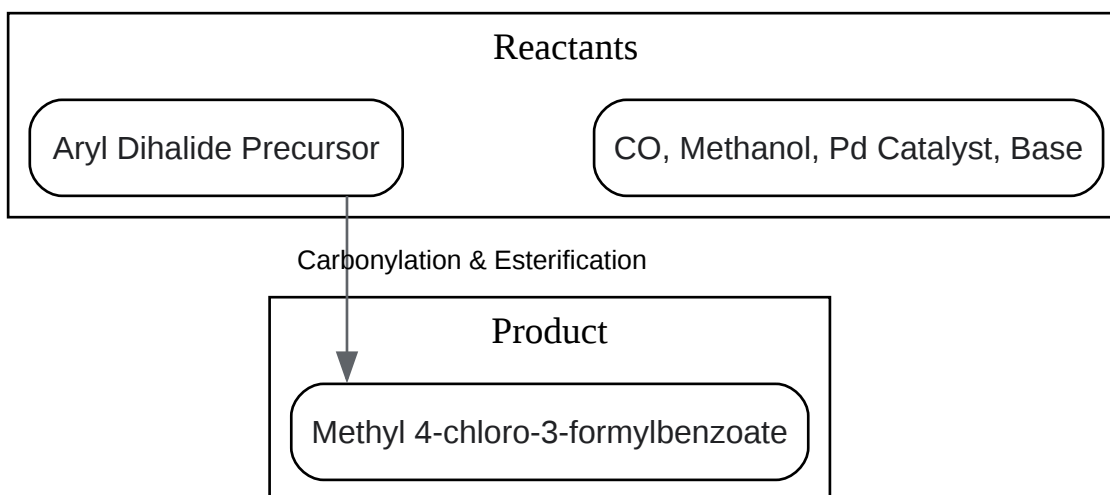 Reactants
Aryl Dihalide Precursor
CO, Methanol, Pd Catalyst, Base
Carbonylation & Esterification
Product
Methyl 4-chloro-3-formylbenzoate